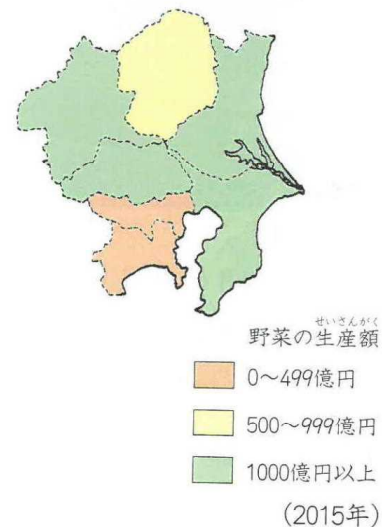 せいさんがく
野菜の生産額
0〜499億円
500〜999億円
1000億円以上
(2015年)